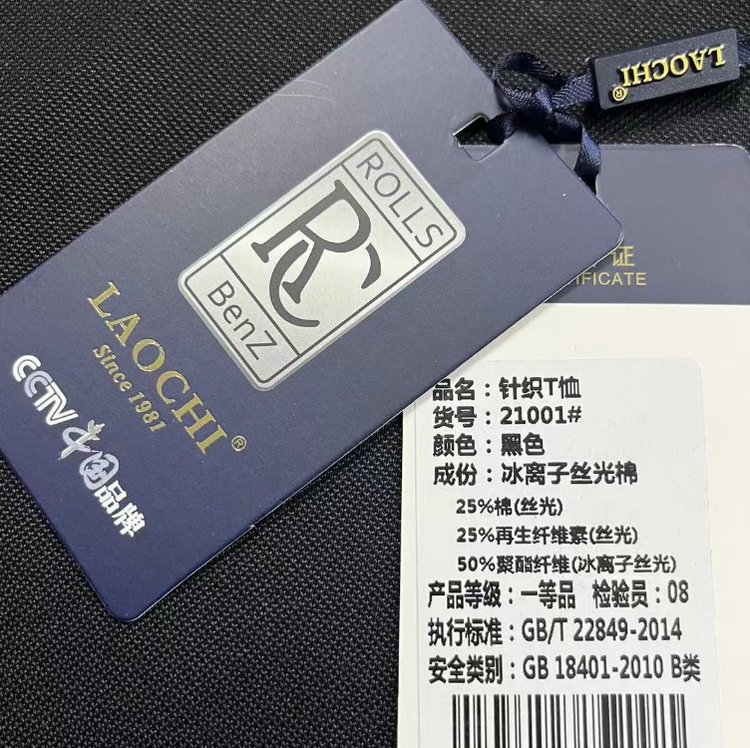 LAOCHI®
ROLLS
RC
BenZ
LAOCHI®
Since 1981
CCTV中国品牌
证
IFICATE
品名：针织T恤
货号：21001#
颜色：黑色
成份：冰离子丝光棉
25%棉(丝光)
25%再生纤维素(丝光)
50%聚酯纤维(冰离子丝光)
产品等级：一等品 检验员：08
执行标准：GB/T 22849-2014
安全类别：GB 18401-2010 B类